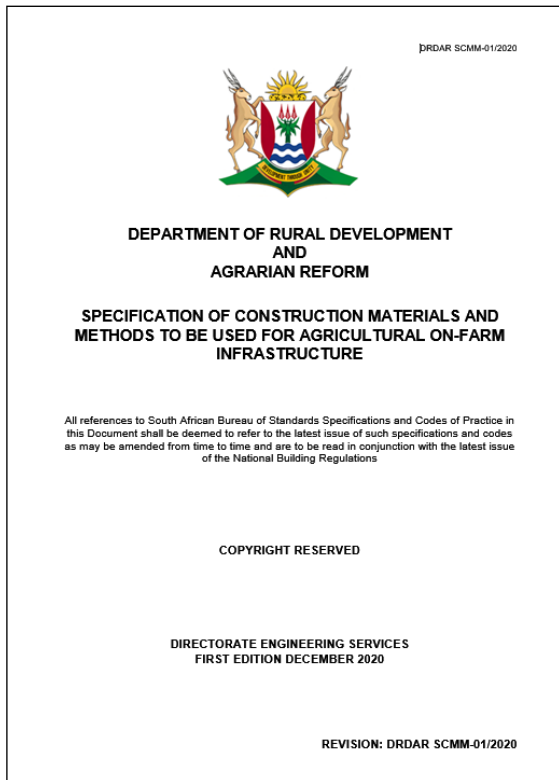 DRDAR SCMM-01/2020
DEVELOPMENT THROUGH UNITY
DEPARTMENT OF RURAL DEVELOPMENT
AND
AGRARIAN REFORM
SPECIFICATION OF CONSTRUCTION MATERIALS AND
METHODS TO BE USED FOR AGRICULTURAL ON-FARM
INFRASTRUCTURE
All references to South African Bureau of Standards Specifications and Codes of Practice in
this Document shall be deemed to refer to the latest issue of such specifications and codes
as may be amended from time to time and are to be read in conjunction with the latest issue
of the National Building Regulations
COPYRIGHT RESERVED
DIRECTORATE ENGINEERING SERVICES
FIRST EDITION DECEMBER 2020
REVISION: DRDAR SCMM-01/2020